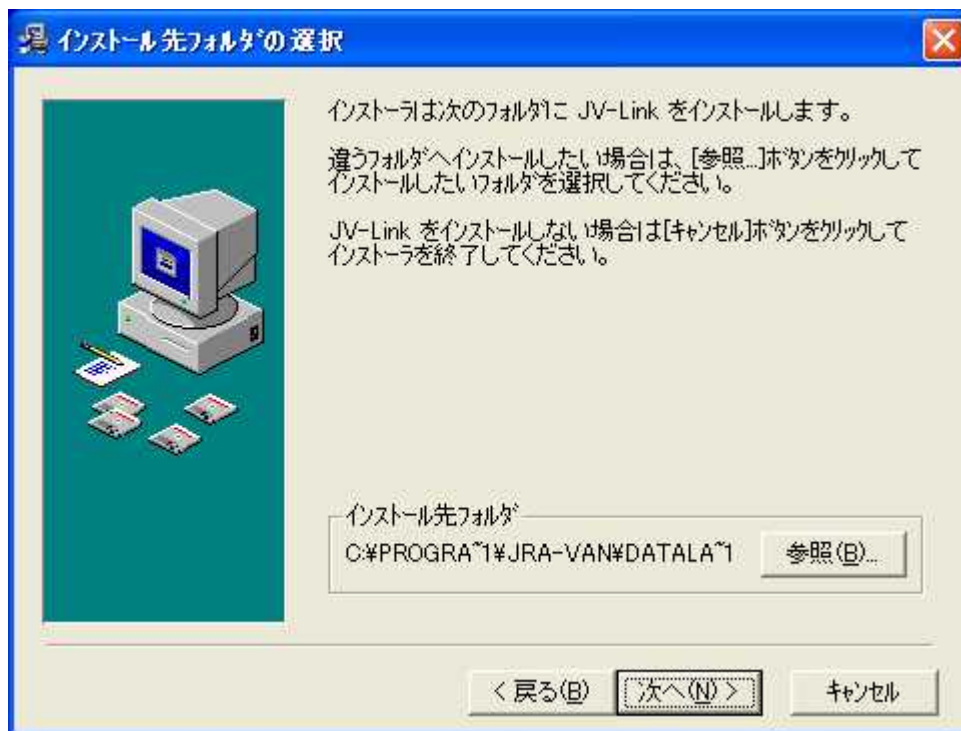 インストール先フォルダの選択
インストーラは次のフォルダに JV-Link をインストールします。
違うフォルダへインストールしたい場合は、[参照...]ボタンをクリックして
インストールしたいフォルダを選択してください。
JV-Link をインストールしない場合は[キャンセル]ボタンをクリックして
インストーラを終了してください。
インストール先フォルダ
C:¥PROGRA~1¥JRA-VAN¥DATALA~1
参照(B)...
< 戻る(B)
次へ(N) >
キャンセル